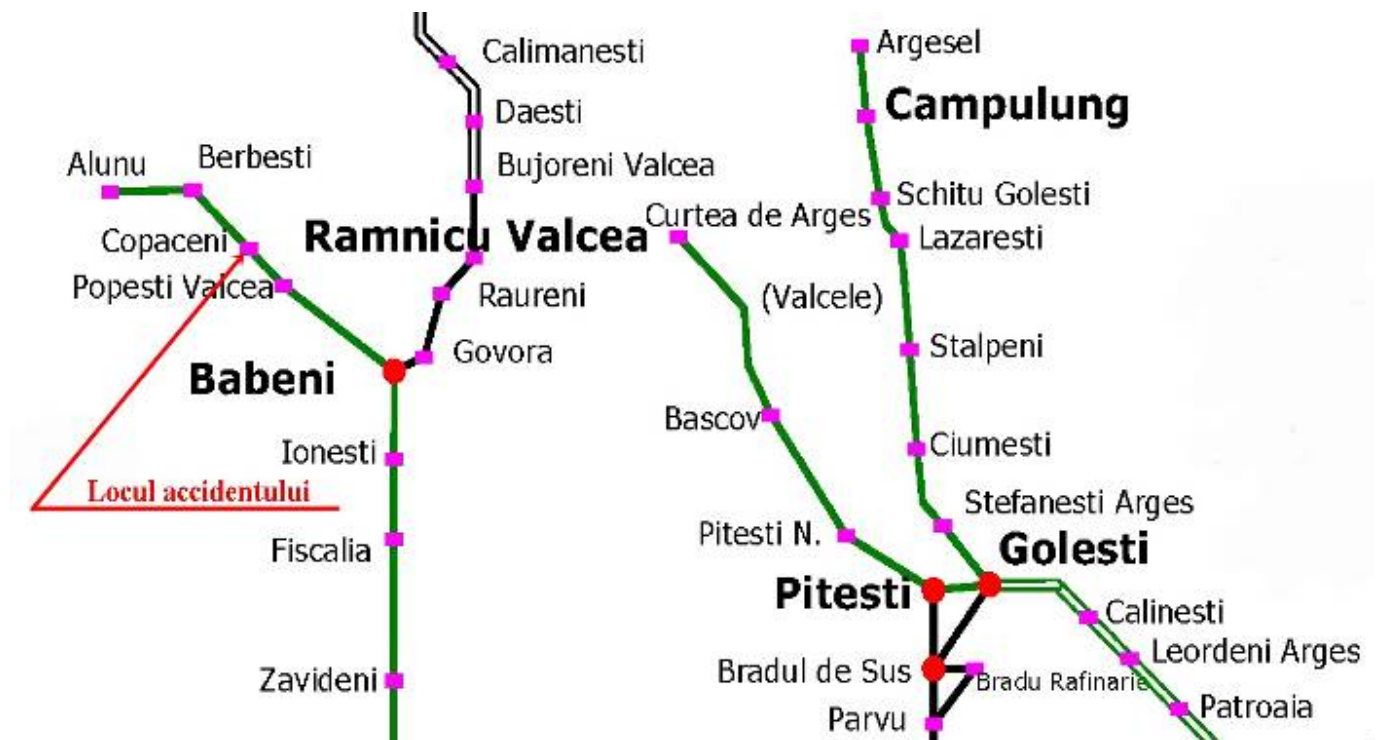 Calimanesti
Daesti
Bujoreni Valcea
Alunu
Berbesti
Copaceni
Ramnicu Valcea
Popesti Valcea
Raureni
Govora
Babeni
Ionesti
Locul accidentului
Fiscalia
Zavideni
Argesel
Campulung
Schitu Golesti
Curtea de Arges
Lazaresti
(Valcele)
Stalpeni
Bascov
Ciumesti
Stefanesti Arges
Pitesti N.
Golesti
Pitesti
Calinesti
Leordeni Arges
Bradul de Sus
Bradu Rafinarie
Patroaia
Parvu